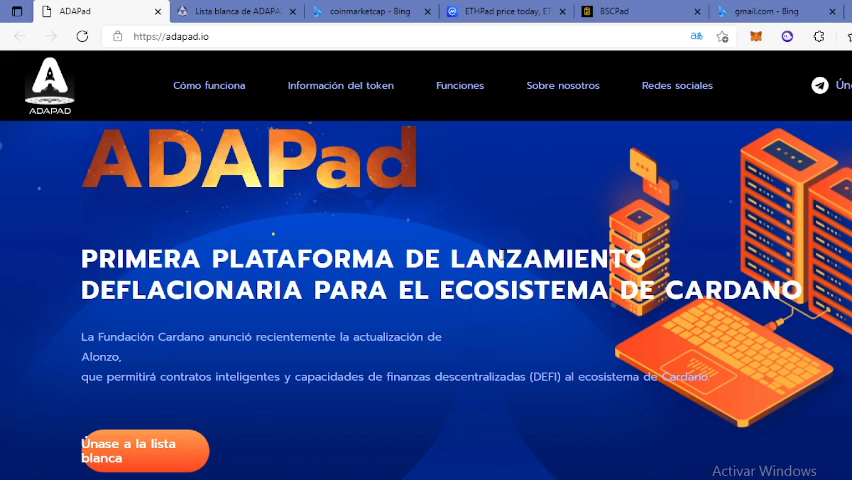 ADAPad
Lista blanca de ADAPA
coinmarketcap - Bing
ETHPad price today, ET
BSCPad
gmail.com - Bing
https://adapad.io
ADAPAD
Cómo funciona
Información del token
Funciones
Sobre nosotros
Redes sociales
Ún
ADAPad
PRIMERA PLATAFORMA DE LANZAMIENTO
DEFLACIONARIA PARA EL ECOSISTEMA DE CARDANO
La Fundación Cardano anunció recientemente la actualización de
Alonzo,
que permitirá contratos inteligentes y capacidades de finanzas descentralizadas (DEFI) al ecosistema de Cardano.
Únase a la lista
blanca
Activar Windows